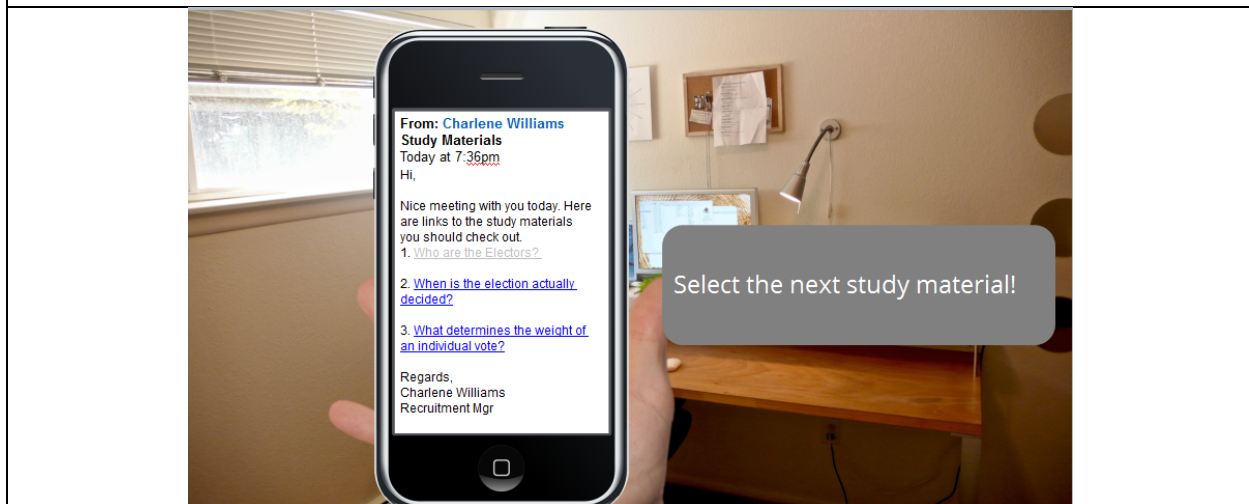 From: Charlene Williams
Study Materials
Today at 7:36pm
Hi,
Nice meeting with you today. Here
are links to the study materials
you should check out.
1. Who are the Electors?
2. When is the election actually
decided?
3. What determines the weight of
an individual vote?
Regards,
Charlene Williams
Recruitment Mgr
Select the next study material!